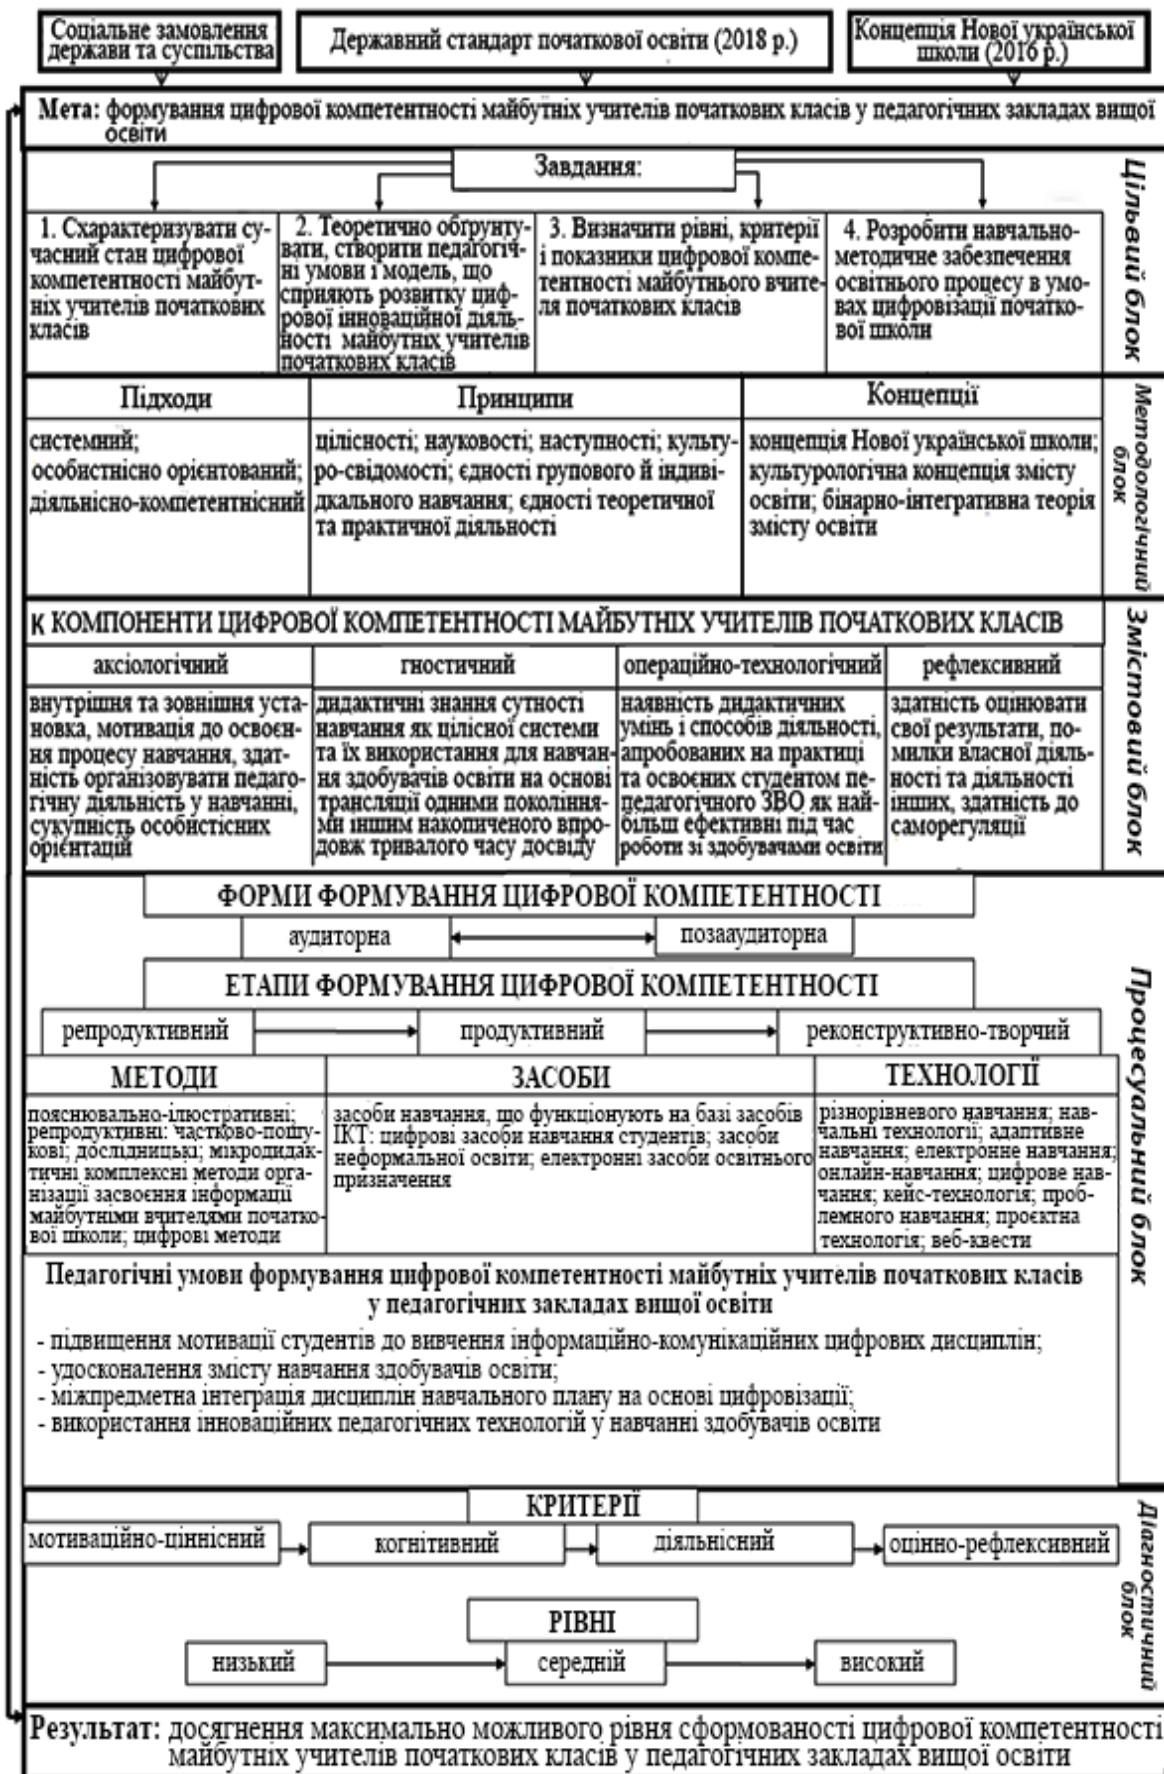 Соціальне замовлення
держави та суспільства
Державний стандарт початкової освіти (2018 р.)
Концепція Нової української
школи (2016 р.)
Мета: формування цифрової компетентності майбутніх учителів початкових класів у педагогічних закладах вищої
освіти
Завдання:
1. Схарактеризувати су-
часний стан цифрової
компетентності майбут-
ніх учителів початкових
класів
2. Теоретично обґрунту-
вати, створити педагогіч-
ні умови і модель, що
сприяють розвитку циф-
рової інноваційної діяль-
ності майбутніх учителів
початкових класів
3. Визначити рівні, критерії
і показники цифрової компе-
тентності майбутнього вчите-
ля початкових класів
4. Розробити навчально-
методичне забезпечення
освітнього процесу в умо-
вах цифровізації початко-
вої школи
Цільвий блок
Підходи
системний;
особистнісно орієнтований;
діяльнісно-компетентнісний
Принципи
цілісності; науковості; наступності; культу-
ро-свідомості; єдності групового й індиві-
дкального навчання; єдності теоретичної
та практичної діяльності
Концепції
концепція Нової української школи;
культурологічна концепція змісту
освіти; бінарно-інтегративна теорія
змісту освіти
Методологічний
блок
К КОМПОНЕНТИ ЦИФРОВОЇ КОМПЕТЕНТНОСТІ МАЙБУТНІХ УЧИТЕЛІВ ПОЧАТКОВИХ КЛАСІВ
аксіологічний
внутрішня та зовнішня уста-
новка, мотивація до освоєн-
ня процесу навчання, здат-
ність організовувати педаго-
гічну діяльність у навчанні,
сукупність особистісних
орієнтацій
гностичний
дидактичні знання сутності
навчання як цілісної системи
та їх використання для навчан-
ня здобувачів освіти на основі
трансляції одними покоління-
ми іншим накопиченого впро-
довж тривалого часу досвіду
операційно-технологічний
наявність дидактичних
умінь і способів діяльності,
апробованих на практиці
та освоєних студентом пе-
педагогічного ЗВО як най-
більш ефективні під час
роботи зі здобувачами освіти
рефлексивний
здатність оцінювати
свої результати, по-
милки власної діяль-
ності та діяльності
інших, здатність до
саморегуляції
Змістовий блок
ФОРМИ ФОРМУВАННЯ ЦИФРОВОЇ КОМПЕТЕНТНОСТІ
аудиторна
позааудиторна
ЕТАПИ ФОРМУВАННЯ ЦИФРОВОЇ КОМПЕТЕНТНОСТІ
репродуктивний
продуктивний
реконструктивно-творчий
МЕТОДИ
пояснювально-ілюстративні;
репродуктивні: частково-пошу-
кові; дослідницькі; мікродидак-
тичні комплексні методи орга-
нізації засвоєння інформації
майбутніми вчителями початко-
вої школи; цифрові методи
ЗАСОБИ
засоби навчання, що функціонують на базі засобів
ІКТ: цифрові засоби навчання студентів; засоби
неформальної освіти; електронні засоби освітнього
призначення
ТЕХНОЛОГІЇ
різнорівневого навчання; нав-
чальні технології; адаптивне
навчання; електронне навчання;
онлайн-навчання; цифрове нав-
чання; кейс-технологія; проб-
лемного навчання; проєктна
технологія; веб-квести
Педагогічні умови формування цифрової компетентності майбутніх учителів початкових класів
у педагогічних закладах вищої освіти
- підвищення мотивації студентів до вивчення інформаційно-комунікаційних цифрових дисциплін;
- удосконалення змісту навчання здобувачів освіти;
- міжпредметна інтеграція дисциплін навчального плану на основі цифровізації;
- використання інноваційних педагогічних технологій у навчанні здобувачів освіти
Процесуальний блок
КРИТЕРІЇ
мотиваційно-ціннісний
когнітивний
діяльнісний
оцінно-рефлексивний
РІВНІ
низький
середній
високий
Діагностичний
блок
Результат: досягнення максимально можливого рівня сформованості цифрової компетентності
майбутніх учителів початкових класів у педагогічних закладах вищої освіти